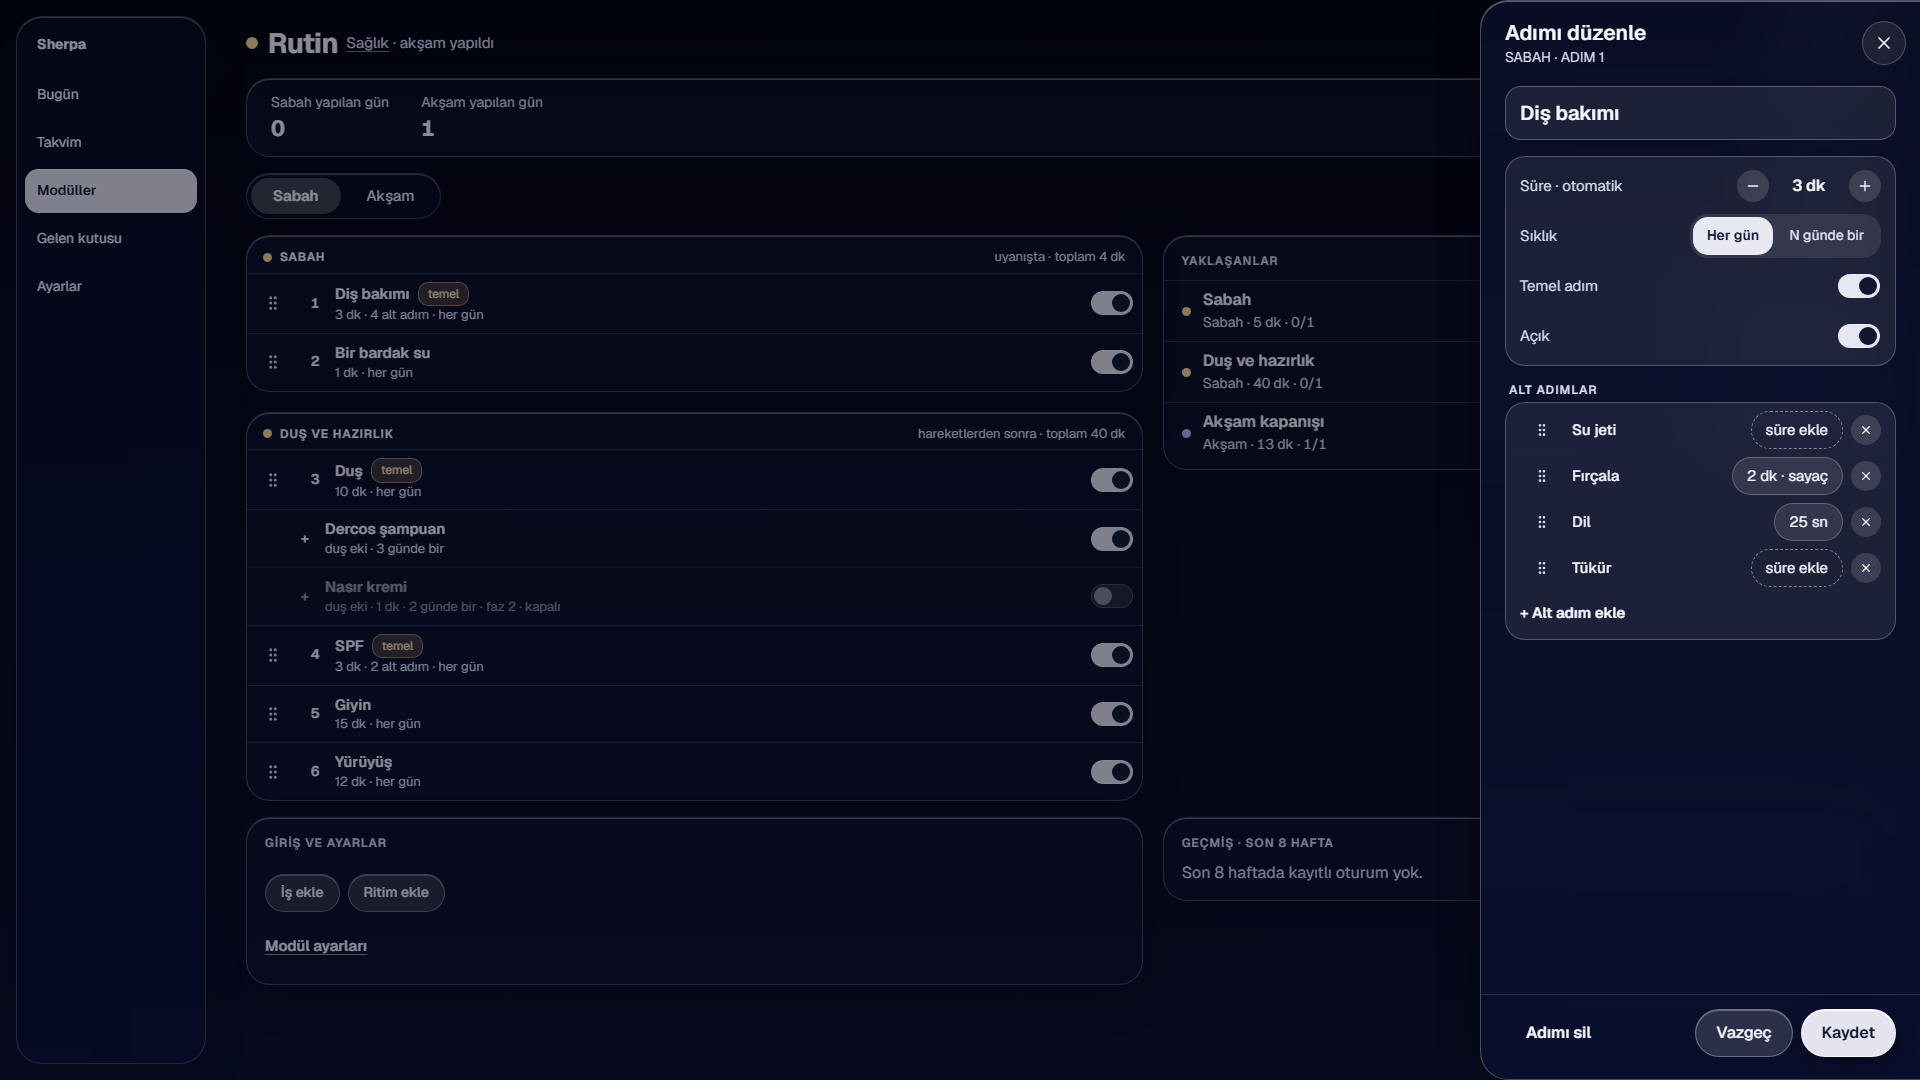 Sherpa
Bugün
Takvim
Modüller
Gelen kutusu
Ayarlar
Rutin Sağlık · akşam yapıldı
Sabah yapılan gün
0
Akşam yapılan gün
1
Sabah
Akşam
SABAH
uyanışta · toplam 4 dk
1
Diş bakımı temel
3 dk · 4 alt adım · her gün
2
Bir bardak su
1 dk · her gün
DUŞ VE HAZIRLIK
hareketlerden sonra · toplam 40 dk
3
Duş temel
10 dk · her gün
+
Dercos şampuan
duş eki · 3 günde bir
+
Nasır kremi
duş eki · 1 dk · 2 günde bir · faz 2 · kapalı
4
SPF temel
3 dk · 2 alt adım · her gün
5
Giyin
15 dk · her gün
6
Yürüyüş
12 dk · her gün
YAKLAŞANLAR
Sabah
Sabah · 5 dk · 0/1
Duş ve hazırlık
Sabah · 40 dk · 0/1
Akşam kapanışı
Akşam · 13 dk · 1/1
GİRİŞ VE AYARLAR
İş ekle
Ritim ekle
Modül ayarları
GEÇMİŞ · SON 8 HAFTA
Son 8 haftada kayıtlı oturum yok.
Adımı düzenle
SABAH · ADIM 1
Diş bakımı
Süre · otomatik
− 3 dk +
Sıklık
Her gün
N günde bir
Temel adım
Açık
ALT ADIMLAR
Su jeti
süre ekle
Fırçala
2 dk · sayaç
Dil
25 sn
Tükür
süre ekle
+ Alt adım ekle
Adımı sil
Vazgeç
Kaydet